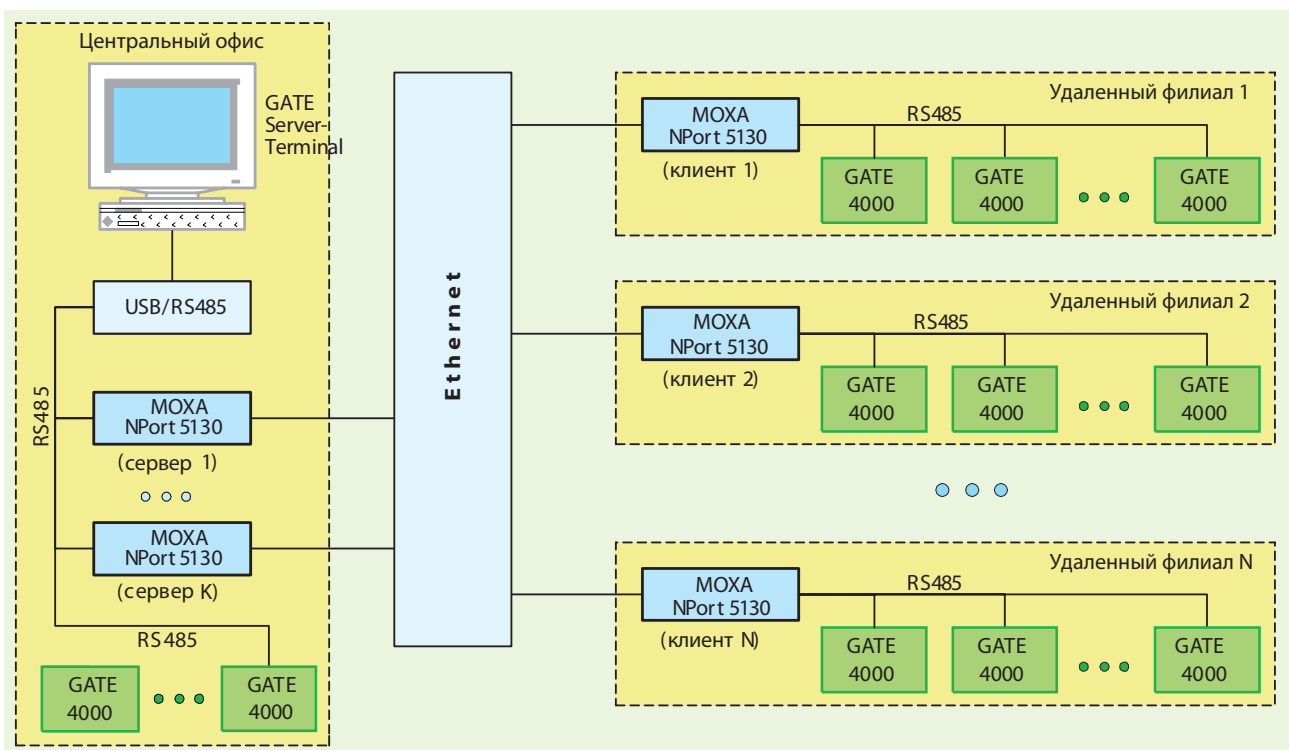 Центральный офис
GATE
Server-
Terminal
USB/RS485
RS485
MOXA
NPort 5130
(сервер 1)
MOXA
NPort 5130
(сервер K)
RS485
GATE
4000
GATE
4000
Ethernet
Удаленный филиал 1
MOXA
NPort 5130
(клиент 1)
RS485
GATE
4000
GATE
4000
GATE
4000
Удаленный филиал 2
MOXA
NPort 5130
(клиент 2)
RS485
GATE
4000
GATE
4000
GATE
4000
Удаленный филиал N
MOXA
NPort 5130
(клиент N)
RS485
GATE
4000
GATE
4000
GATE
4000